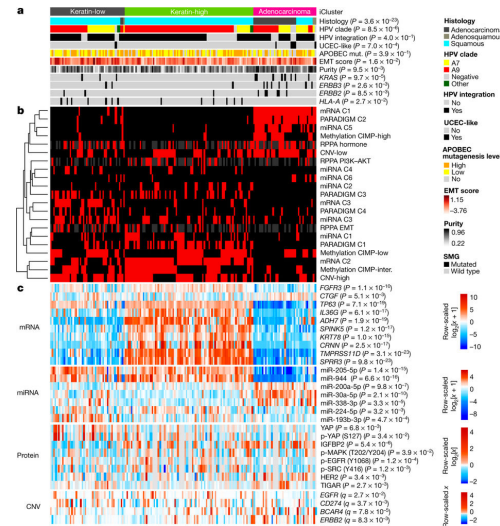 a
Keratin-low
Keratin-high
Adenocarcinoma
iCluster
Histology (P = 3.6 × 10⁻²³)
HPV clade (P = 8.5 × 10⁻⁶)
HPV integration (P = 4.0 × 10⁻¹)
UCEC-like (P = 7.0 × 10⁻⁴)
APOBEC mut. (P = 3.9 × 10⁻¹)
EMT score (P = 1.6 × 10⁻²)
Purity (P = 9.5 × 10⁻³)
KRAS (P = 9.7 × 10⁻⁵)
ERBB3 (P = 2.6 × 10⁻³)
ERBB2 (P = 8.5 × 10⁻³)
HLA-A (P = 2.7 × 10⁻²)
b
mRNA C1
PARADIGM C2
miRNA C5
Methylation CIMP-high
RPPA hormone
CNV-low
RPPA PI3K–AKT
miRNA C4
miRNA C6
miRNA C2
PARADIGM C3
mRNA C3
PARADIGM C4
miRNA C3
RPPA EMT
miRNA C1
PARADIGM C1
Methylation CIMP-low
mRNA C2
Methylation CIMP-inter.
CNV-high
c
mRNA
FGFR3 (P = 1.1 × 10⁻⁵)
CTGF (P = 5.1 × 10⁻³)
TP63 (P = 7.1 × 10⁻¹⁹)
IL36G (P = 6.1 × 10⁻¹⁷)
ADH7 (P = 1.9 × 10⁻¹⁹)
SPINK5 (P = 1.2 × 10⁻¹⁷)
KRT78 (P = 1.0 × 10⁻¹⁹)
CRNN (P = 2.5 × 10⁻¹⁷)
TMPRSS11D (P = 3.1 × 10⁻²³)
SPRR3 (P = 9.8 × 10⁻²³)
miRNA
miR-205-5p (P = 1.4 × 10⁻¹⁵)
miR-944 (P = 6.6 × 10⁻¹⁶)
miR-200a-5p (P = 9.8 × 10⁻⁷)
miR-30a-5p (P = 2.1 × 10⁻¹⁰)
miR-338-3p (P = 3.3 × 10⁻⁵)
miR-224-5p (P = 3.2 × 10⁻³)
miR-193b-3p (P = 4.7 × 10⁻⁴)
Protein
YAP (P = 6.8 × 10⁻³)
p-YAP (S127) (P = 3.4 × 10⁻²)
IGFBP2 (P = 5.4 × 10⁻⁴)
p-MAPK (T202/Y204) (P = 3.9 × 10⁻²)
p-EGFR (Y1068) (P = 1.2 × 10⁻⁴)
p-SRC (Y416) (P = 1.2 × 10⁻⁵)
HER2 (P = 3.4 × 10⁻³)
TIGAR (P = 2.7 × 10⁻³)
CNV
EGFR (q = 2.7 × 10⁻²)
CD274 (q = 3.7 × 10⁻³)
BCAR4 (q = 7.8 × 10⁻⁵)
ERBB2 (q = 8.3 × 10⁻³)
Histology
Adenocarcinom
Adenosquamou
Squamous
HPV clade
A7
A9
Negative
Other
HPV integration
No
Yes
UCEC-like
No
Yes
APOBEC
mutagenesis level
High
Low
No
EMT score
1.15
−3.76
Purity
0.96
0.22
SMG
Mutated
Wild type
Row-scaled
log₂[x + 1]
10
5
0
−5
−10
Row-scaled
log₂[x + 1]
4
0
−4
Row-scaled
4
2
0
−2
Row-scaled x
4
2
0
−2